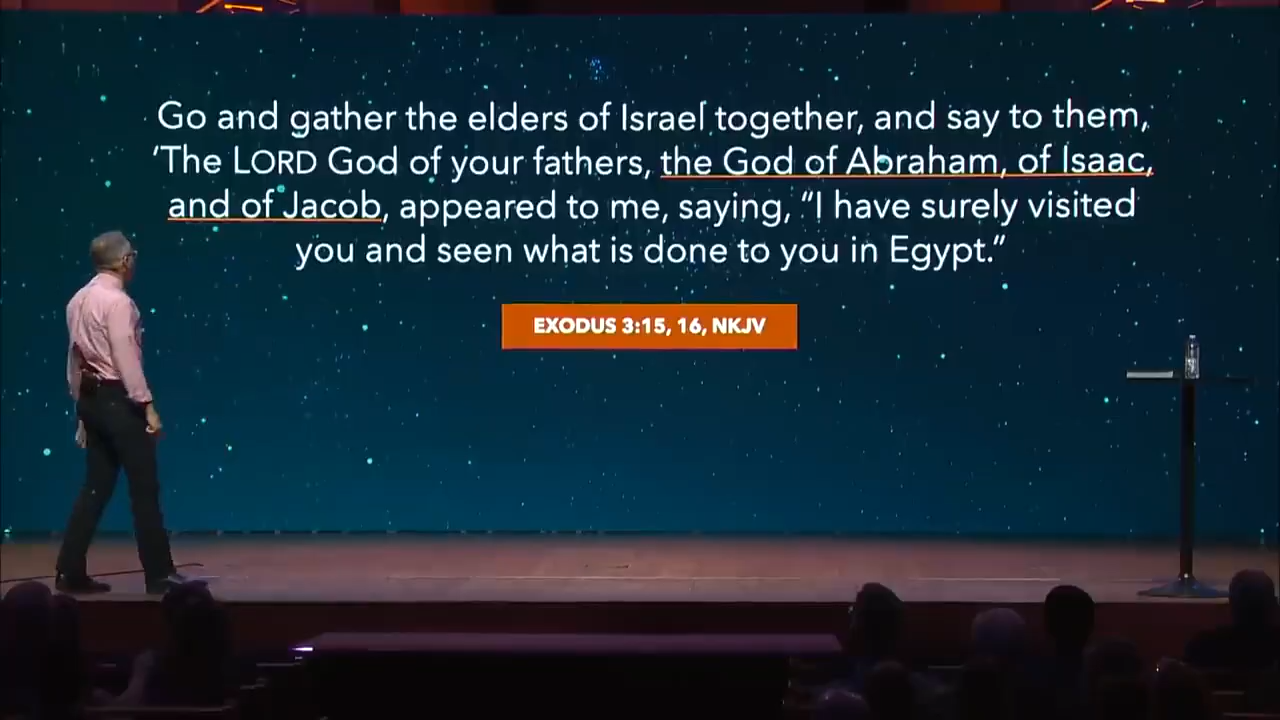 Go and gather the elders of Israel together, and say to them,
‘The LORD God of your fathers, the God of Abraham, of Isaac,
and of Jacob, appeared to me, saying, “I have surely visited
you and seen what is done to you in Egypt.”
EXODUS 3:15, 16, NKJV